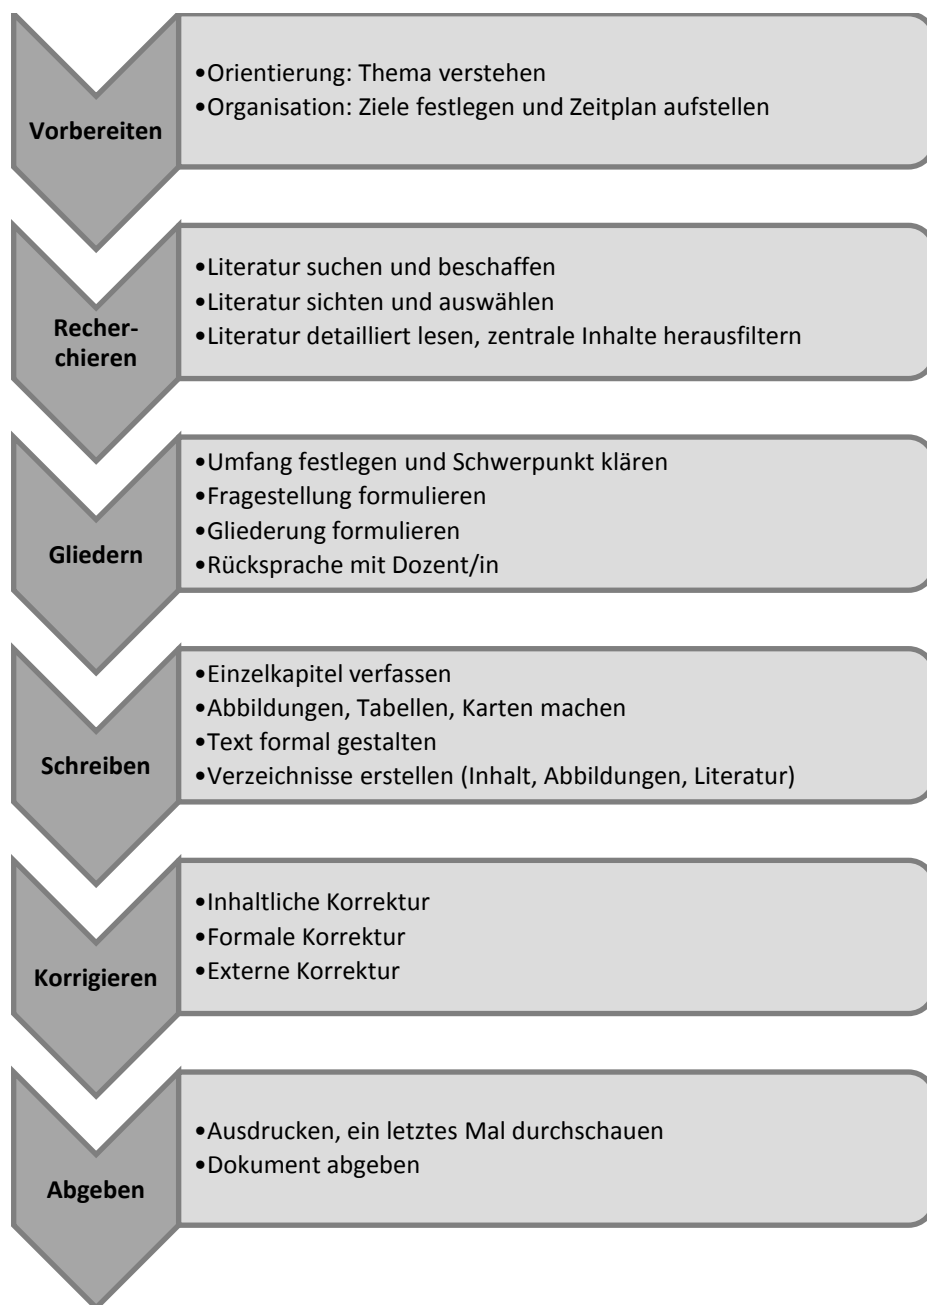 Vorbereiten
•Orientierung: Thema verstehen
•Organisation: Ziele festlegen und Zeitplan aufstellen
Recher-
chieren
•Literatur suchen und beschaffen
•Literatur sichten und auswählen
•Literatur detailliert lesen, zentrale Inhalte herausfiltern
Gliedern
•Umfang festlegen und Schwerpunkt klären
•Fragestellung formulieren
•Gliederung formulieren
•Rücksprache mit Dozent/in
Schreiben
•Einzelkapitel verfassen
•Abbildungen, Tabellen, Karten machen
•Text formal gestalten
•Verzeichnisse erstellen (Inhalt, Abbildungen, Literatur)
Korrigieren
•Inhaltliche Korrektur
•Formale Korrektur
•Externe Korrektur
Abgeben
•Ausdrucken, ein letztes Mal durchschauen
•Dokument abgeben